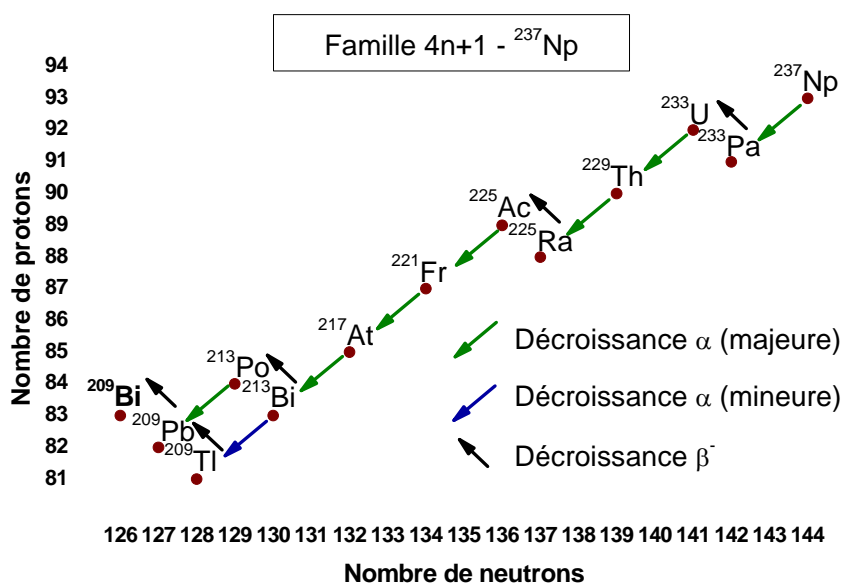 Famille 4n+1 - ²³⁷Np
Nombre de protons
94
93
92
91
90
89
88
87
86
85
84
83
82
81
²³⁷Np
²³³U
²³³Pa
²²⁹Th
²²⁵Ac
²²⁵Ra
²²¹Fr
²¹⁷At
²¹³Po
²¹³Bi
²⁰⁹Bi
²⁰⁹Pb
²⁰⁹Tl
Décroissance α (majeure)
Décroissance α (mineure)
Décroissance β⁻
126 127 128 129 130 131 132 133 134 135 136 137 139 140 141 142 143 144
Nombre de neutrons